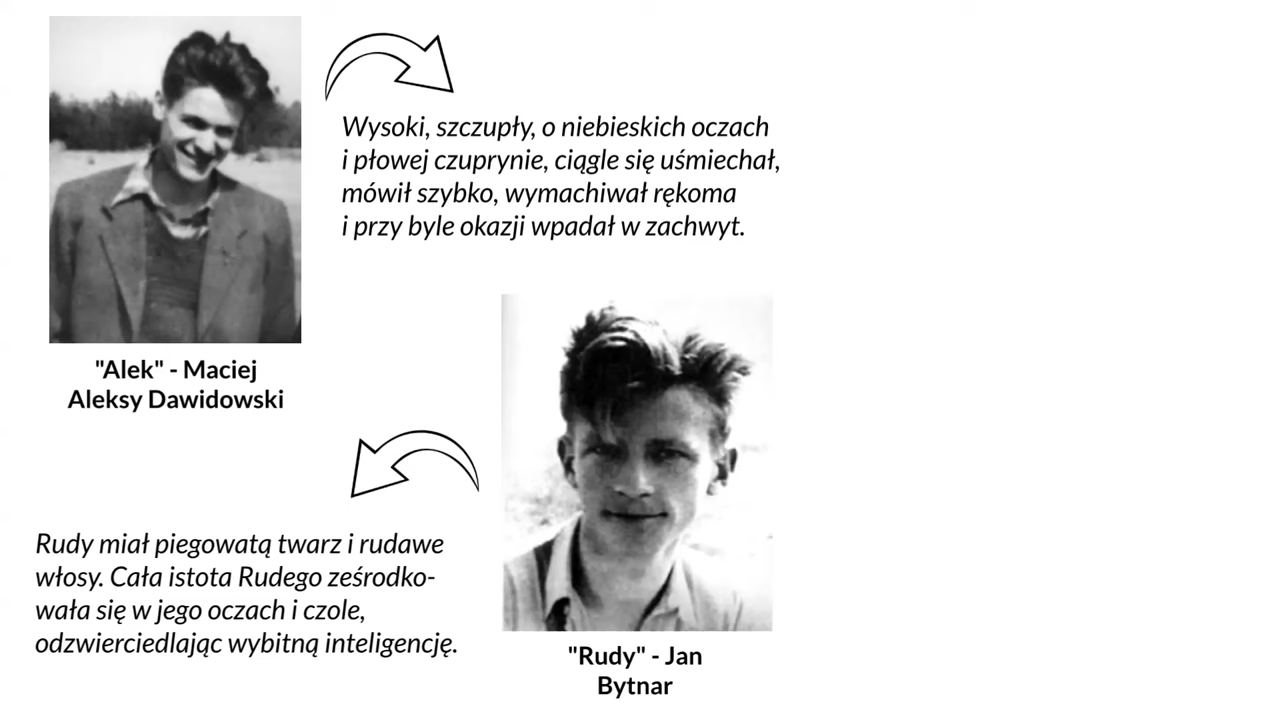 Wysoki, szczupły, o niebieskich oczach
i płowej czuprynie, ciągle się uśmiechał,
mówił szybko, wymachiwał rękoma
i przy byle okazji wpadał w zachwyt.
"Alek" - Maciej
Aleksy Dawidowski
Rudy miał piegowatą twarz i rudawe
włosy. Cała istota Rudego ześrodko-
wała się w jego oczach i czole,
odzwierciedlając wybitną inteligencję.
"Rudy" - Jan
Bytnar